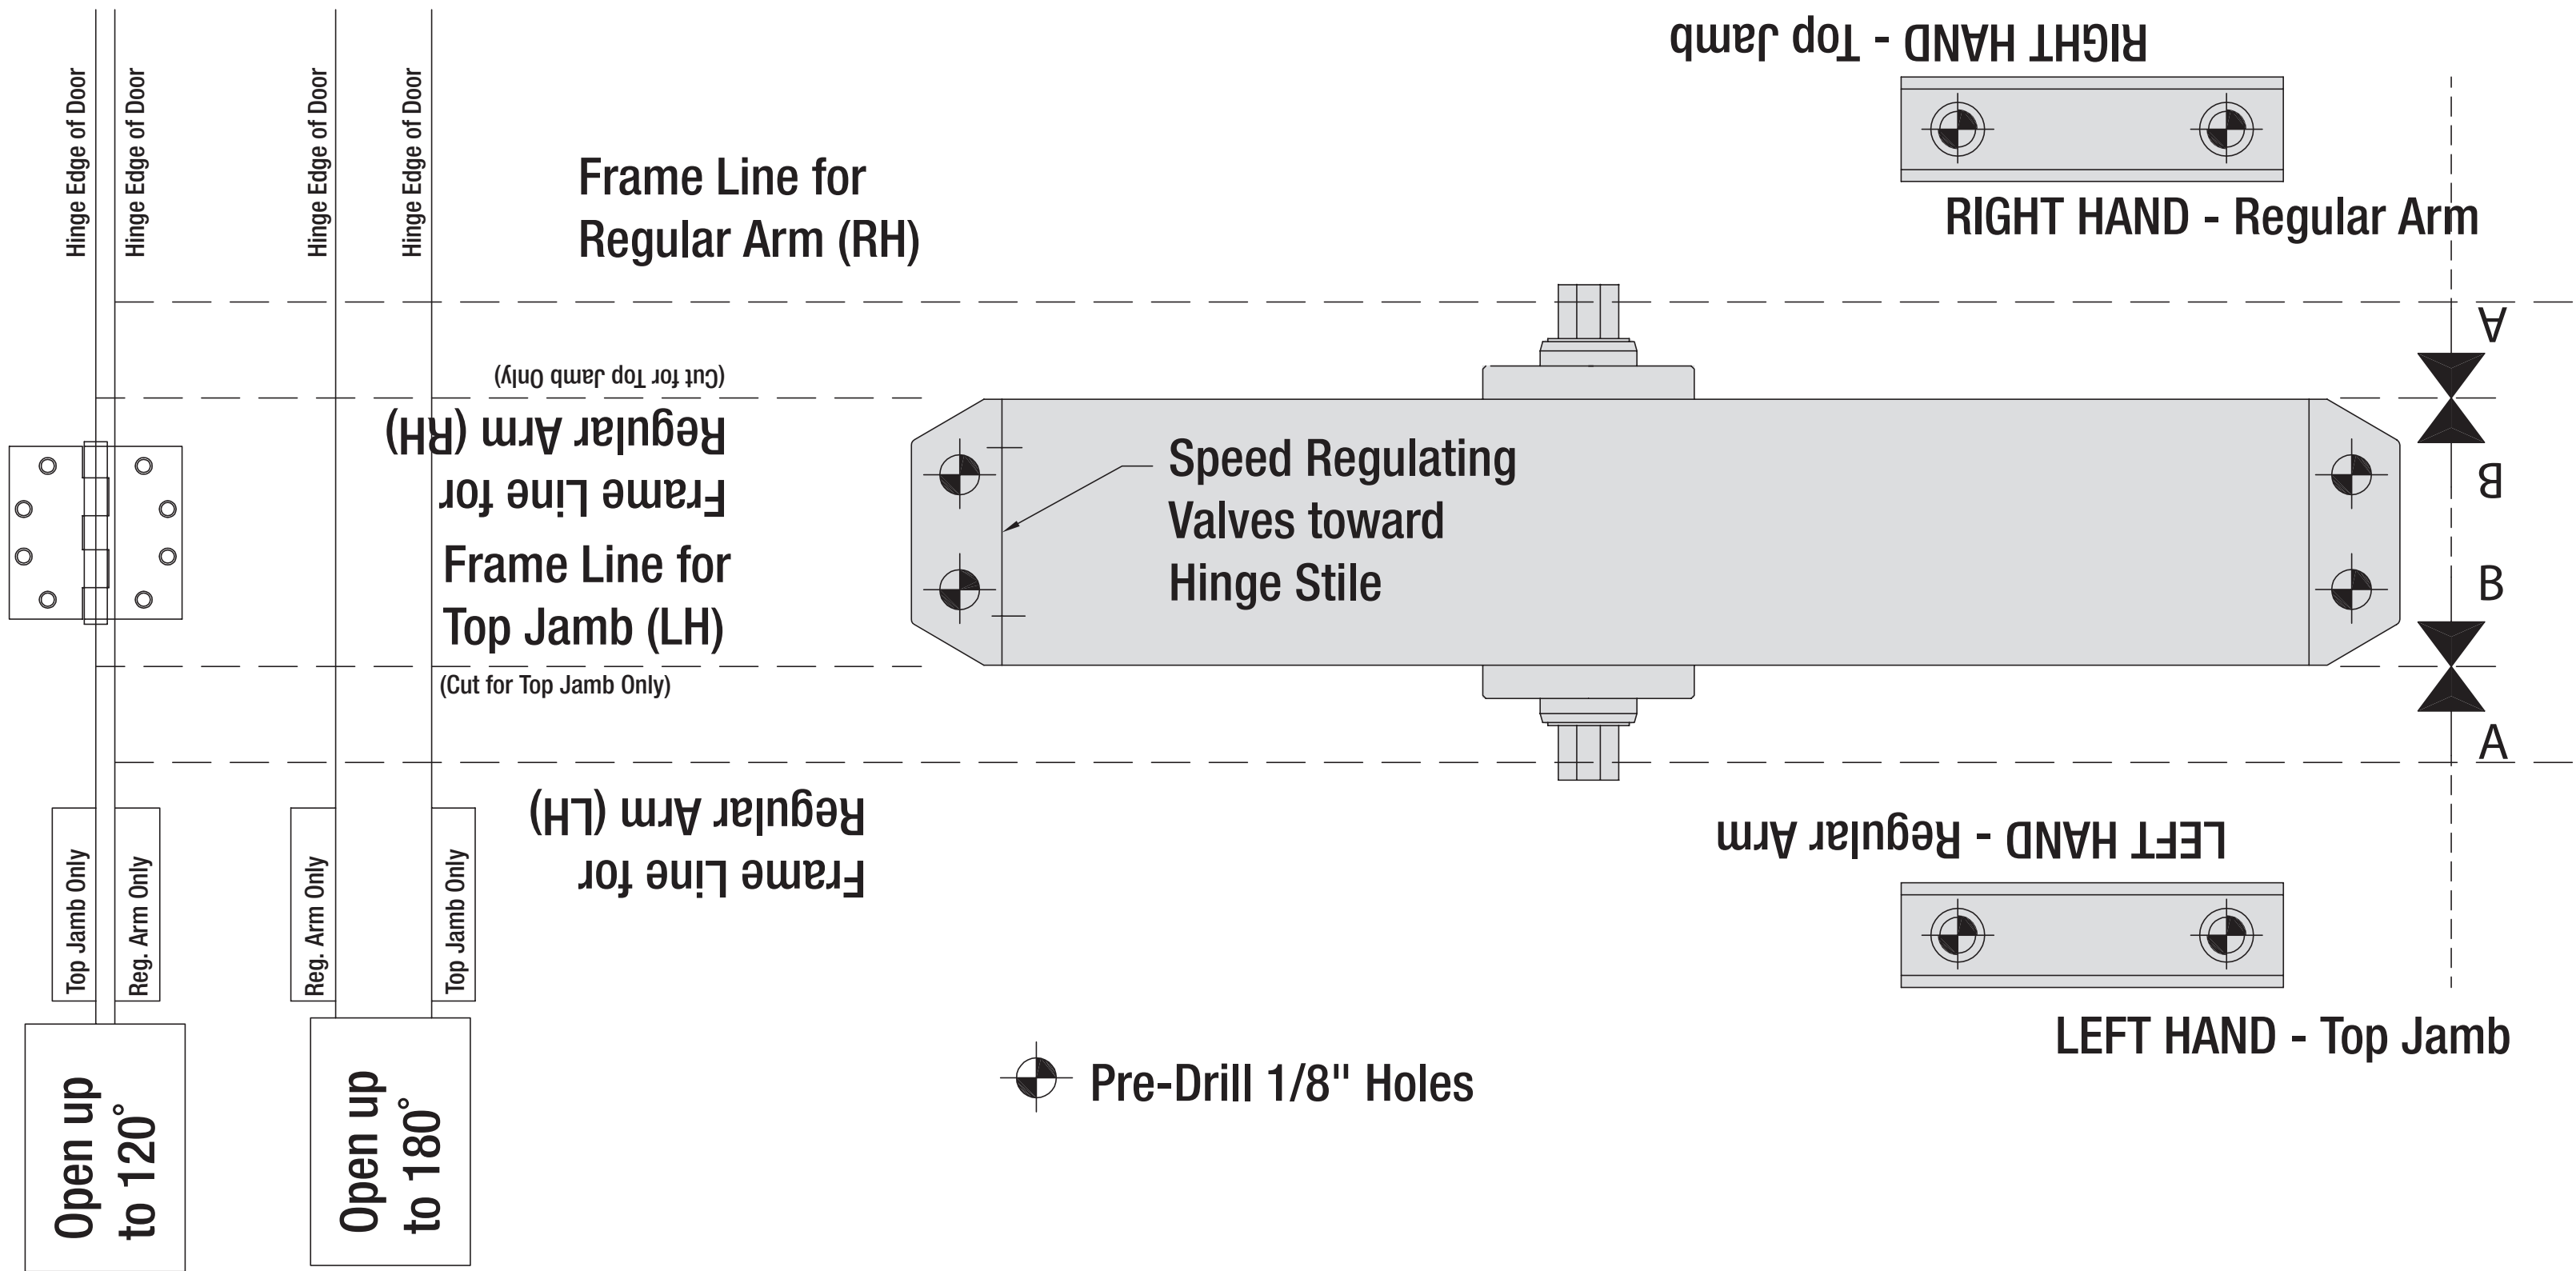 RIGHT HAND - Top Jamb
Hinge Edge of Door
Hinge Edge of Door
Hinge Edge of Door
Hinge Edge of Door
Frame Line for
Regular Arm (RH)
RIGHT HAND - Regular Arm
A
(Cut for Top Jamb Only)
Frame Line for
Regular Arm (RH)
Frame Line for
Top Jamb (LH)
(Cut for Top Jamb Only)
Speed Regulating
Valves toward
Hinge Stile
B
B
A
Frame Line for
Regular Arm (LH)
LEFT HAND - Regular Arm
LEFT HAND - Top Jamb
Top Jamb Only
Reg. Arm Only
Reg. Arm Only
Top Jamb Only
Open up
to 120°
Open up
to 180°
Pre-Drill 1/8" Holes